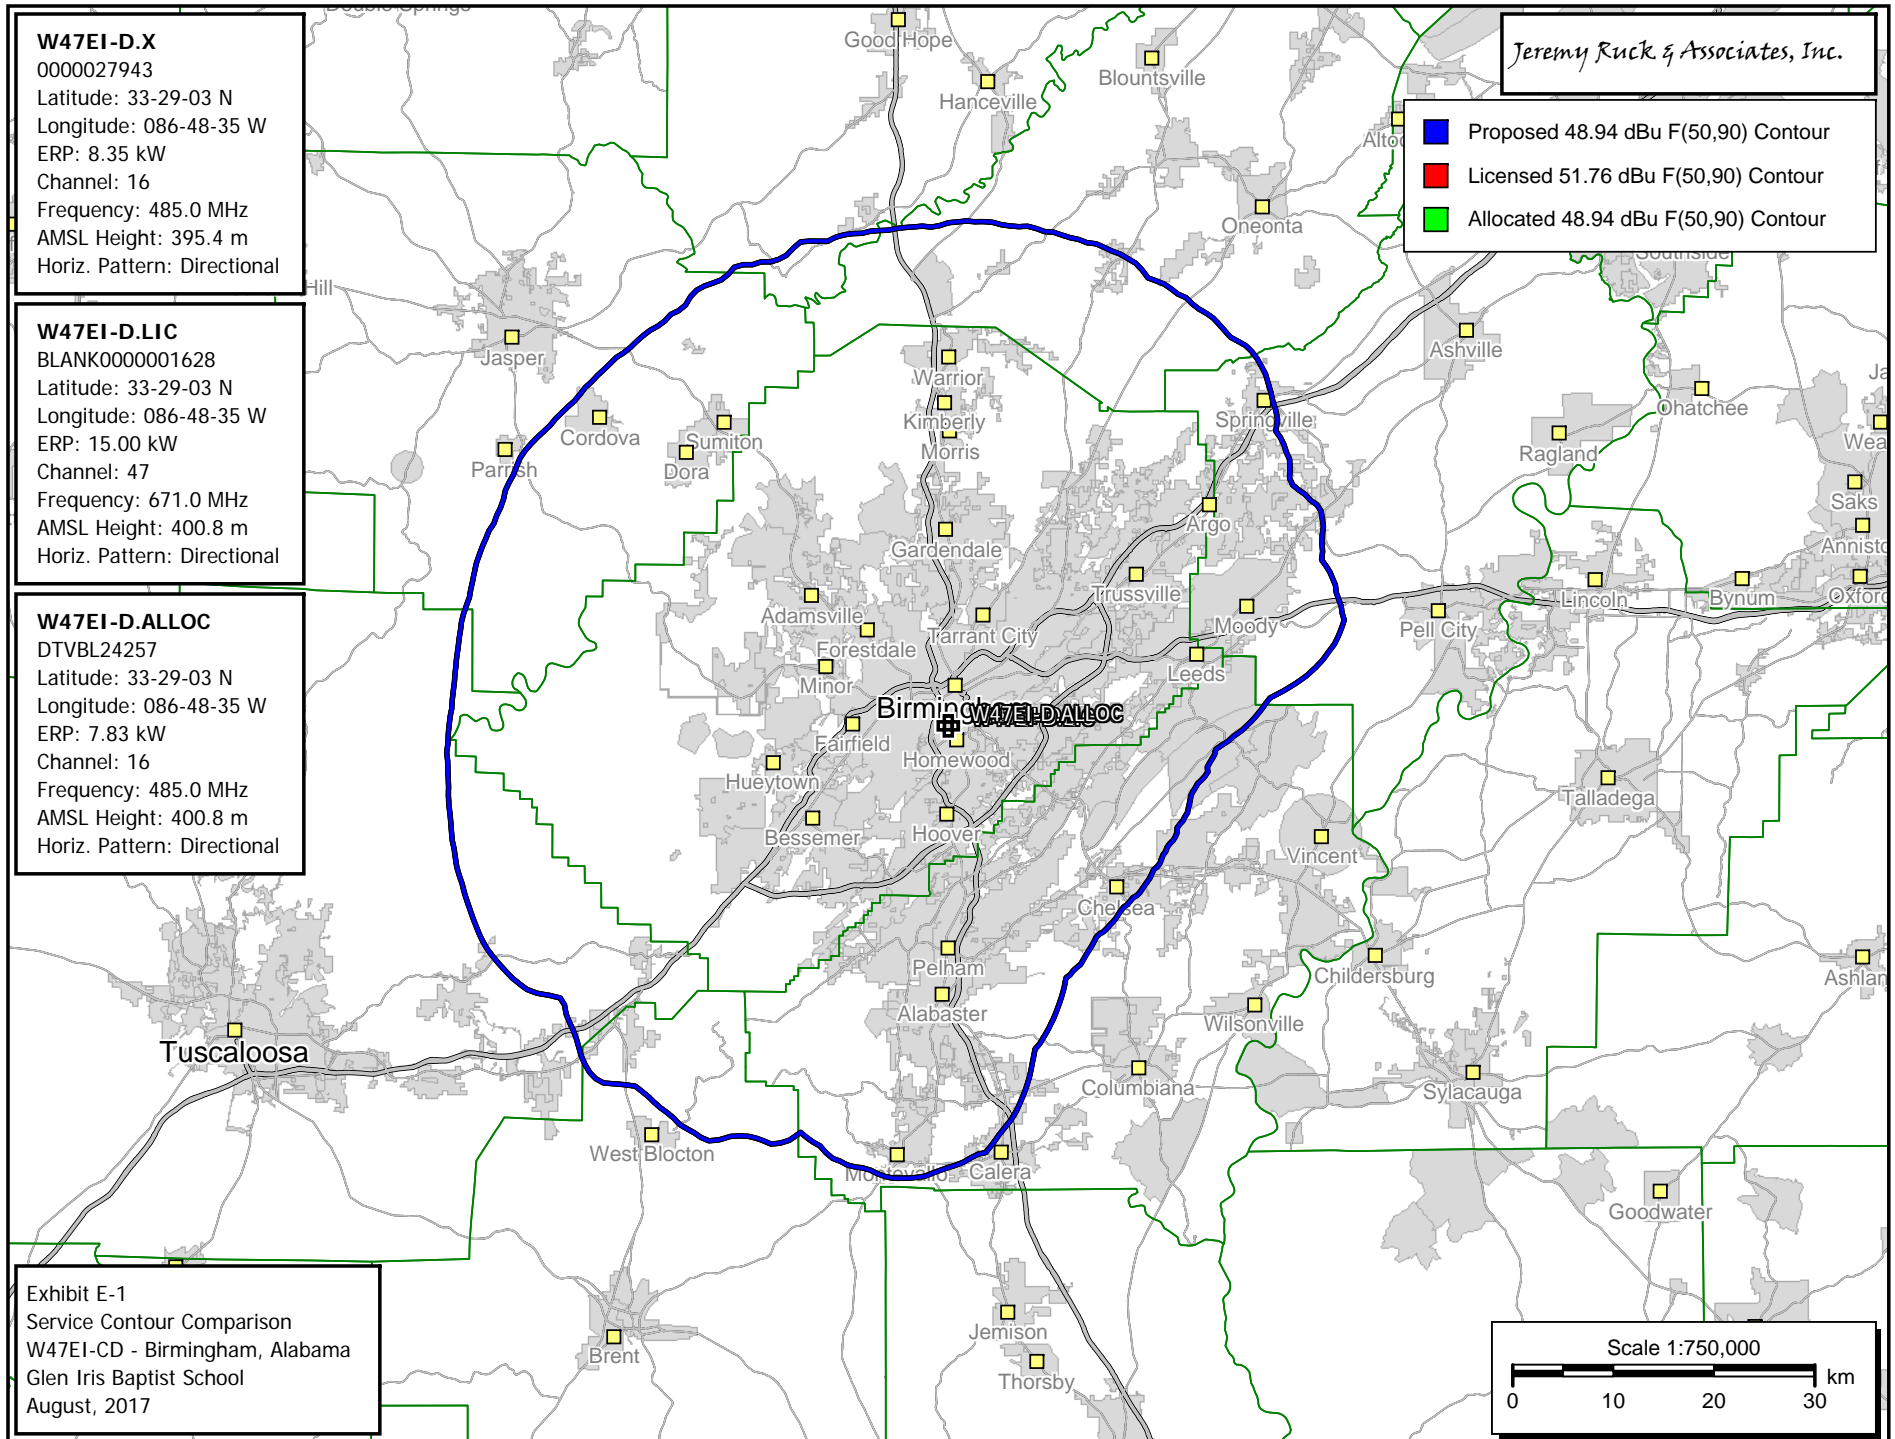 W47EI-D.X
0000027943
Latitude: 33-29-03 N
Longitude: 086-48-35 W
ERP: 8.35 kW
Channel: 16
Frequency: 485.0 MHz
AMSL Height: 395.4 m
Horiz. Pattern: Directional
W47EI-D.LIC
BLANK0000001628
Latitude: 33-29-03 N
Longitude: 086-48-35 W
ERP: 15.00 kW
Channel: 47
Frequency: 671.0 MHz
AMSL Height: 400.8 m
Horiz. Pattern: Directional
W47EI-D.ALLOC
DTVBL24257
Latitude: 33-29-03 N
Longitude: 086-48-35 W
ERP: 7.83 kW
Channel: 16
Frequency: 485.0 MHz
AMSL Height: 400.8 m
Horiz. Pattern: Directional
Jeremy Ruck & Associates, Inc.
Proposed 48.94 dBu F(50,90) Contour
Licensed 51.76 dBu F(50,90) Contour
Allocated 48.94 dBu F(50,90) Contour
Good Hope
Hanceville
Blountsville
Oneonta
Southside
Hill
Jasper
Ashville
Warrior
Ohatchee
Kimberly
Springville
Cordova
Sumiton
Morris
Ragland
Parrish
Dora
Saks
Argo
Gardendale
Trussville
Lincoln
Bynum
Oxford
Adamsville
Tarrant City
Moody
Pell City
Forestdale
Minor
Leeds
Birmingham
W47EI-D.ALLOC
Fairfield
Homewood
Hueytown
Talladega
Bessemer
Hoover
Vincent
Chelsea
Pelham
Childersburg
Ashlan
Alabaster
Wilsonville
Tuscaloosa
Columbiana
Sylacauga
West Blocton
Montevallo
Calera
Goodwater
Jemison
Brent
Thorsby
Exhibit E-1
Service Contour Comparison
W47EI-CD - Birmingham, Alabama
Glen Iris Baptist School
August, 2017
Scale 1:750,000
km
0 10 20 30